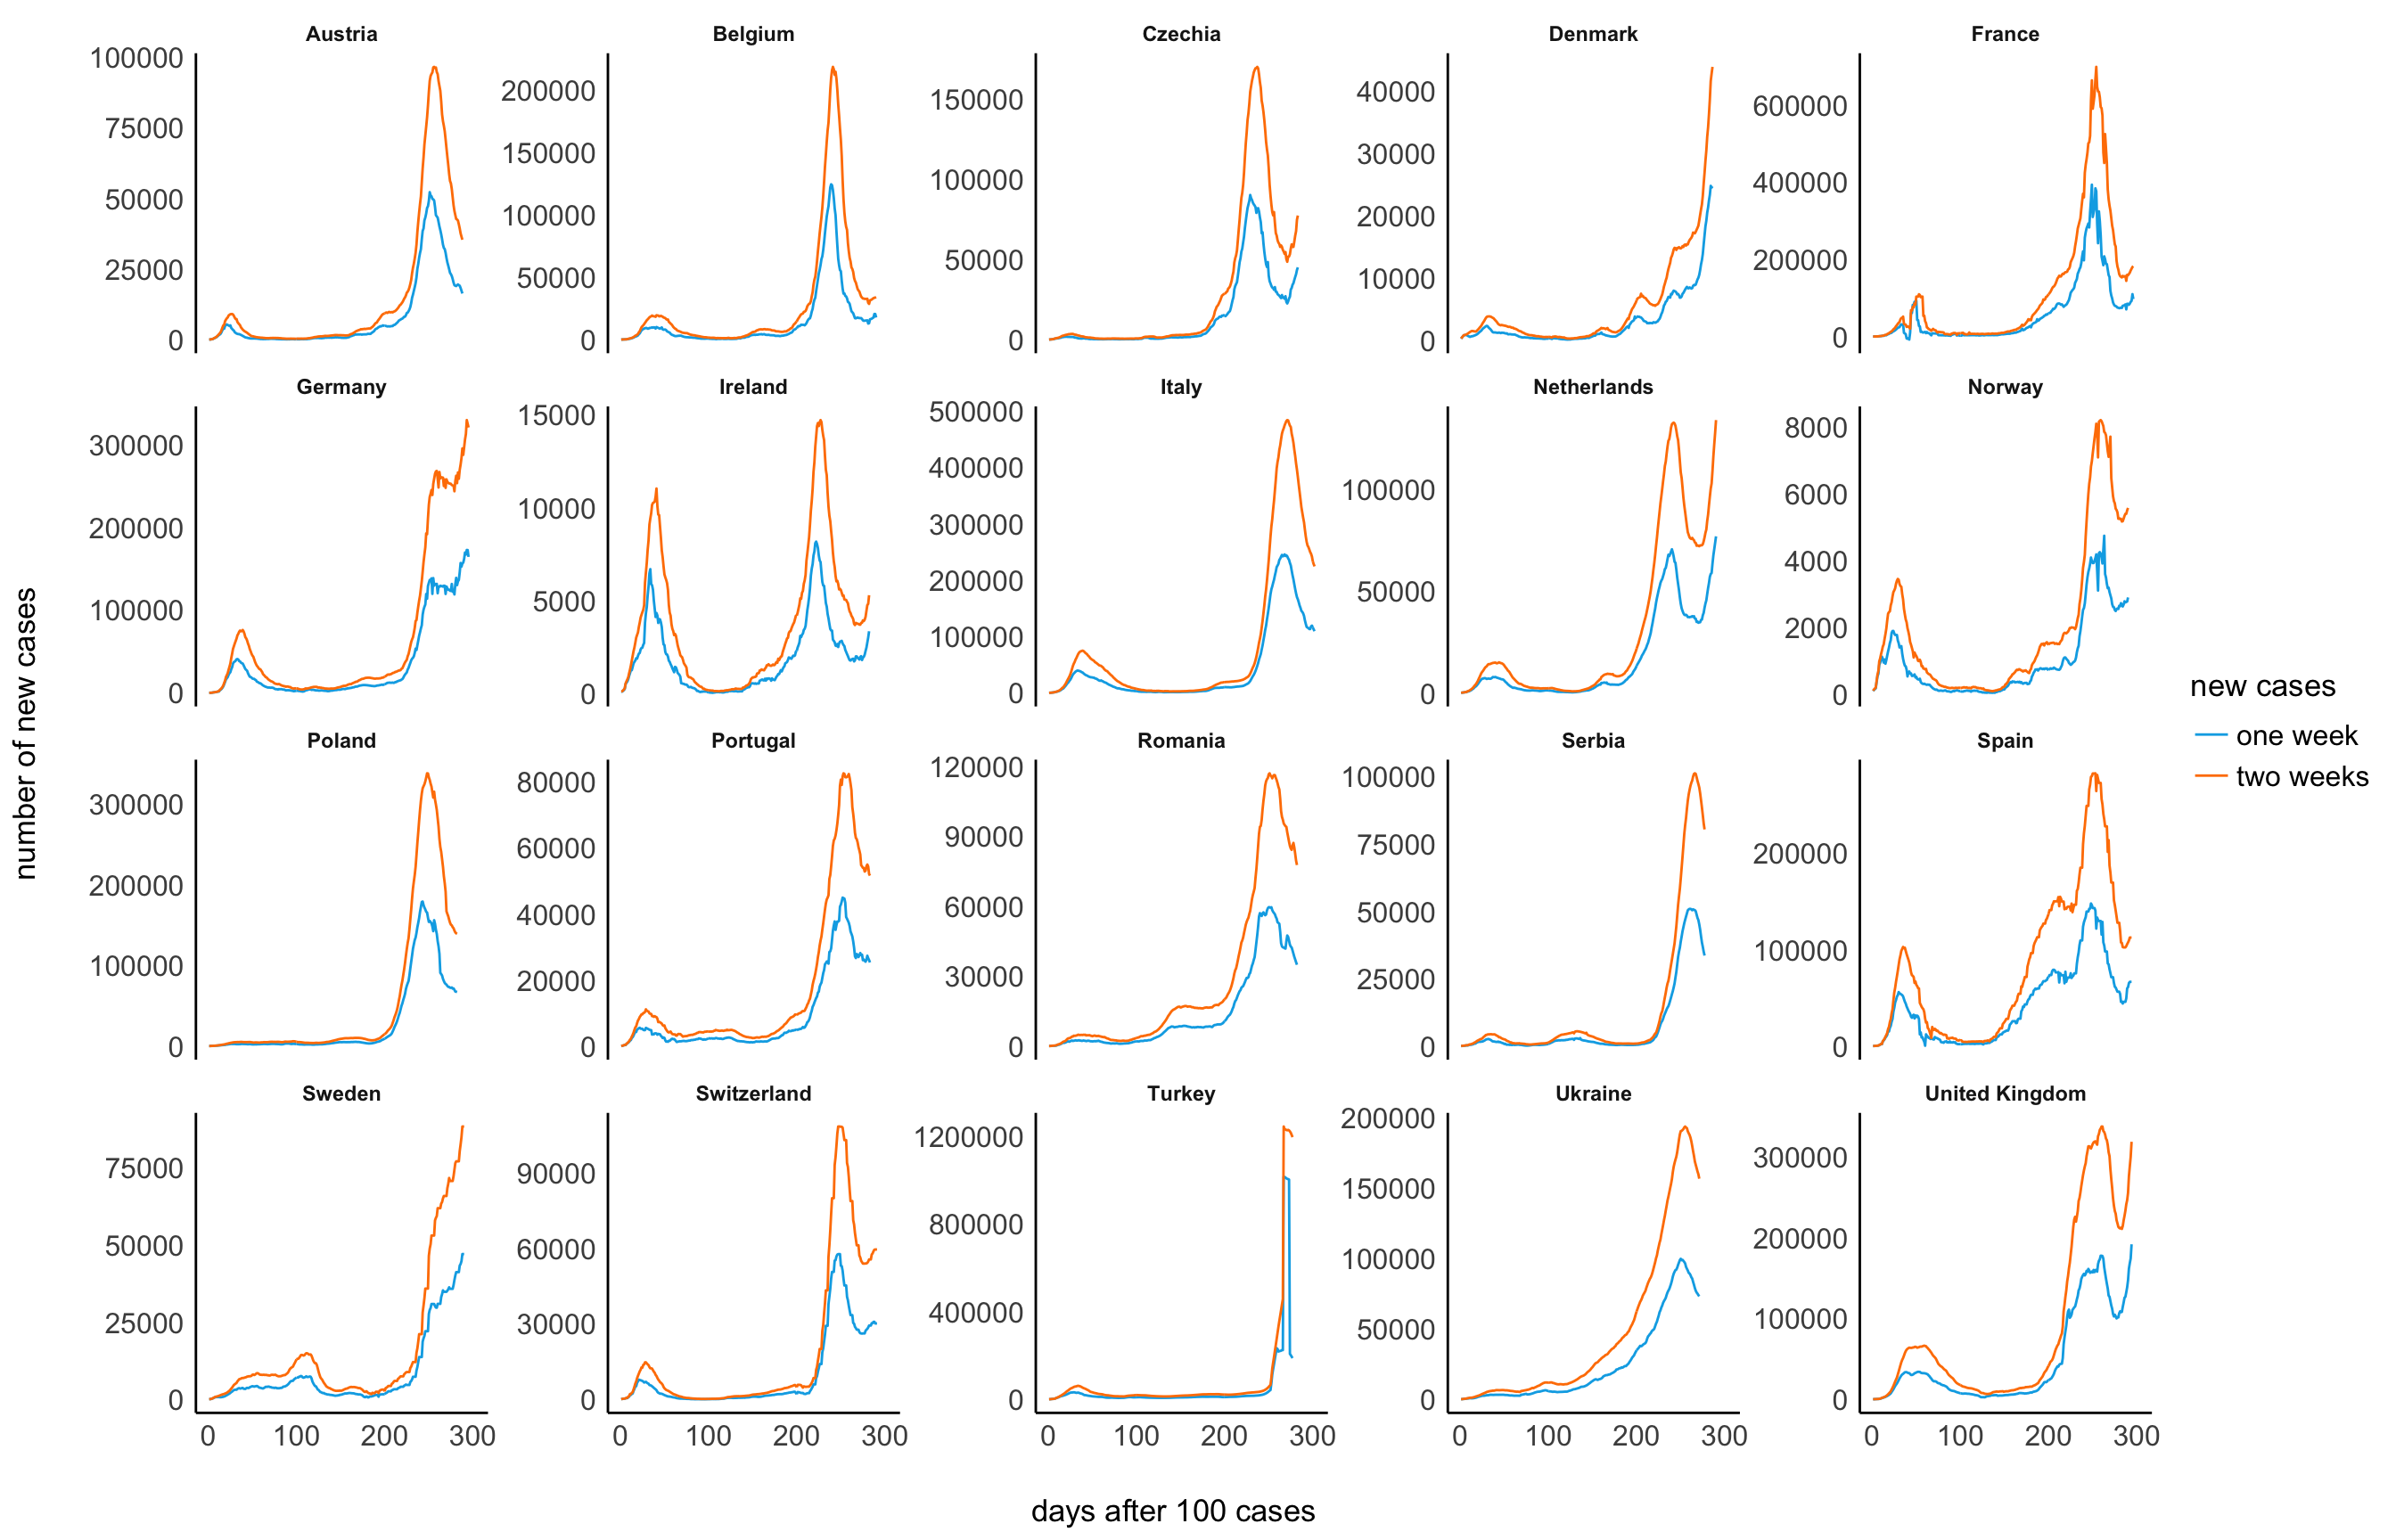 Austria Belgium Czechia Denmark France
100000 75000 50000 25000 0
200000 150000 100000 50000 0
150000 100000 50000 0
40000 30000 20000 10000 0
600000 400000 200000 0
Germany Ireland Italy Netherlands Norway
300000 200000 100000 0
15000 10000 5000 0
500000 400000 300000 200000 100000 0
100000 50000 0
8000 6000 4000 2000 0
Poland Portugal Romania Serbia Spain
300000 200000 100000 0
80000 60000 40000 20000 0
120000 90000 60000 30000 0
100000 75000 50000 25000 0
200000 100000 0
Sweden Switzerland Turkey Ukraine United Kingdom
75000 50000 25000 0
90000 60000 30000 0
1200000 800000 400000 0
200000 150000 100000 50000 0
300000 200000 100000 0
0 100 200 300 0 100 200 300 0 100 200 300 0 100 200 300 0 100 200 300
days after 100 cases
number of new cases
new cases
one week
two weeks